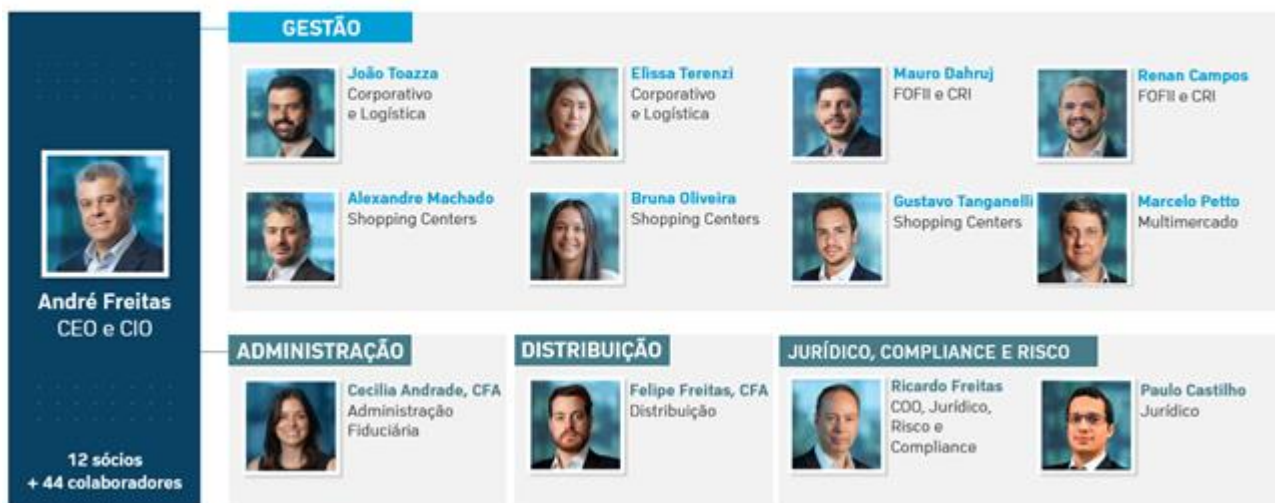 GESTÃO
João Toazza
Corporativo
e Logística
Elissa Terenzi
Corporativo
e Logística
Mauro Dahruj
FOFII e CRI
Renan Campos
FOFII e CRI
Alexandre Machado
Shopping Centers
Bruna Oliveira
Shopping Centers
Gustavo Tanganelli
Shopping Centers
Marcelo Petto
Multimercado
André Freitas
CEO e CIO
12 sócios
+ 44 colaboradores
ADMINISTRAÇÃO
Cecilia Andrade, CFA
Administração
Fiduciária
DISTRIBUIÇÃO
Felipe Freitas, CFA
Distribuição
JURÍDICO, COMPLIANCE E RISCO
Ricardo Freitas
COO, Jurídico,
Risco e
Compliance
Paulo Castilho
Jurídico